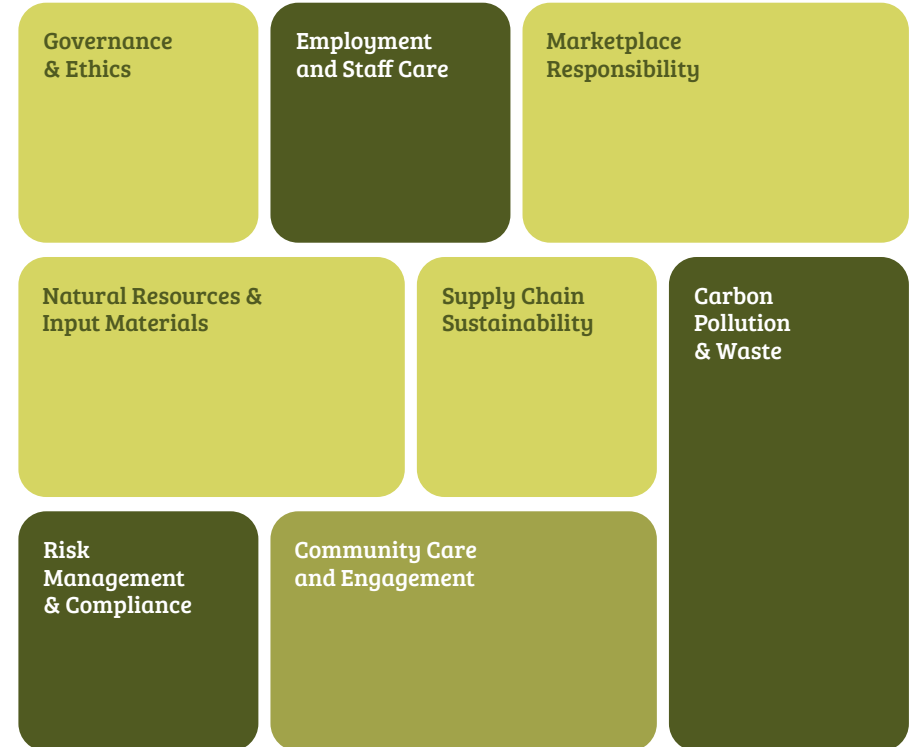 Governance
& Ethics
Employment
and Staff Care
Marketplace
Responsibility
Natural Resources &
Input Materials
Supply Chain
Sustainability
Carbon
Pollution
& Waste
Risk
Management
& Compliance
Community Care
and Engagement